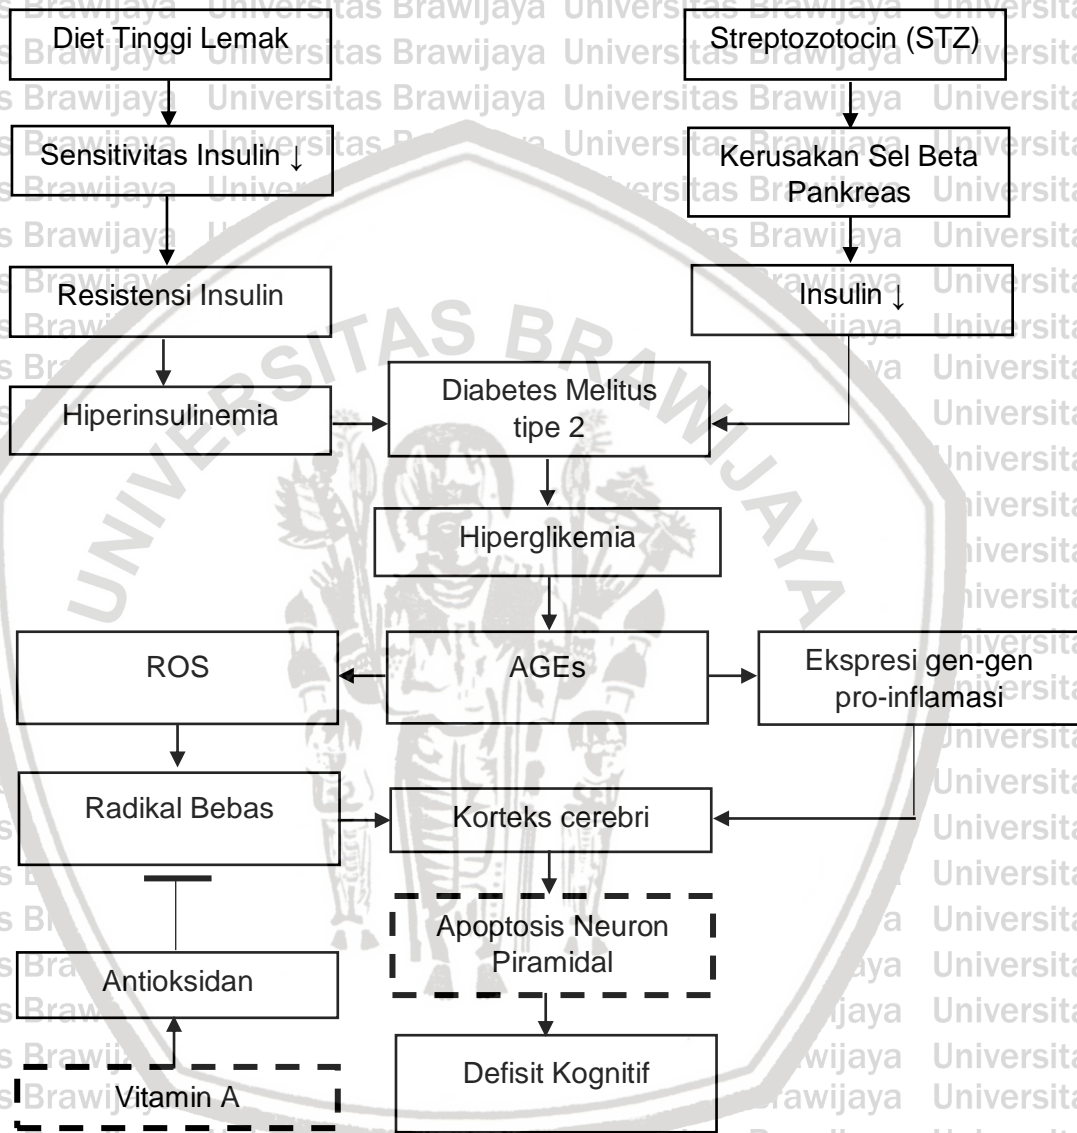 Diet Tinggi Lemak
Streptozotocin (STZ)
Sensitivitas Insulin ↓
Kerusakan Sel Beta
Pankreas
Resistensi Insulin
Insulin ↓
Hiperinsulinemia
Diabetes Melitus
tipe 2
Hiperglikemia
ROS
AGEs
Ekspresi gen-gen
pro-inflamasi
Radikal Bebas
Korteks cerebri
Apoptosis Neuron
Piramidal
Antioksidan
Defisit Kognitif
Vitamin A
UNIVERSITAS BRAWIJAYA